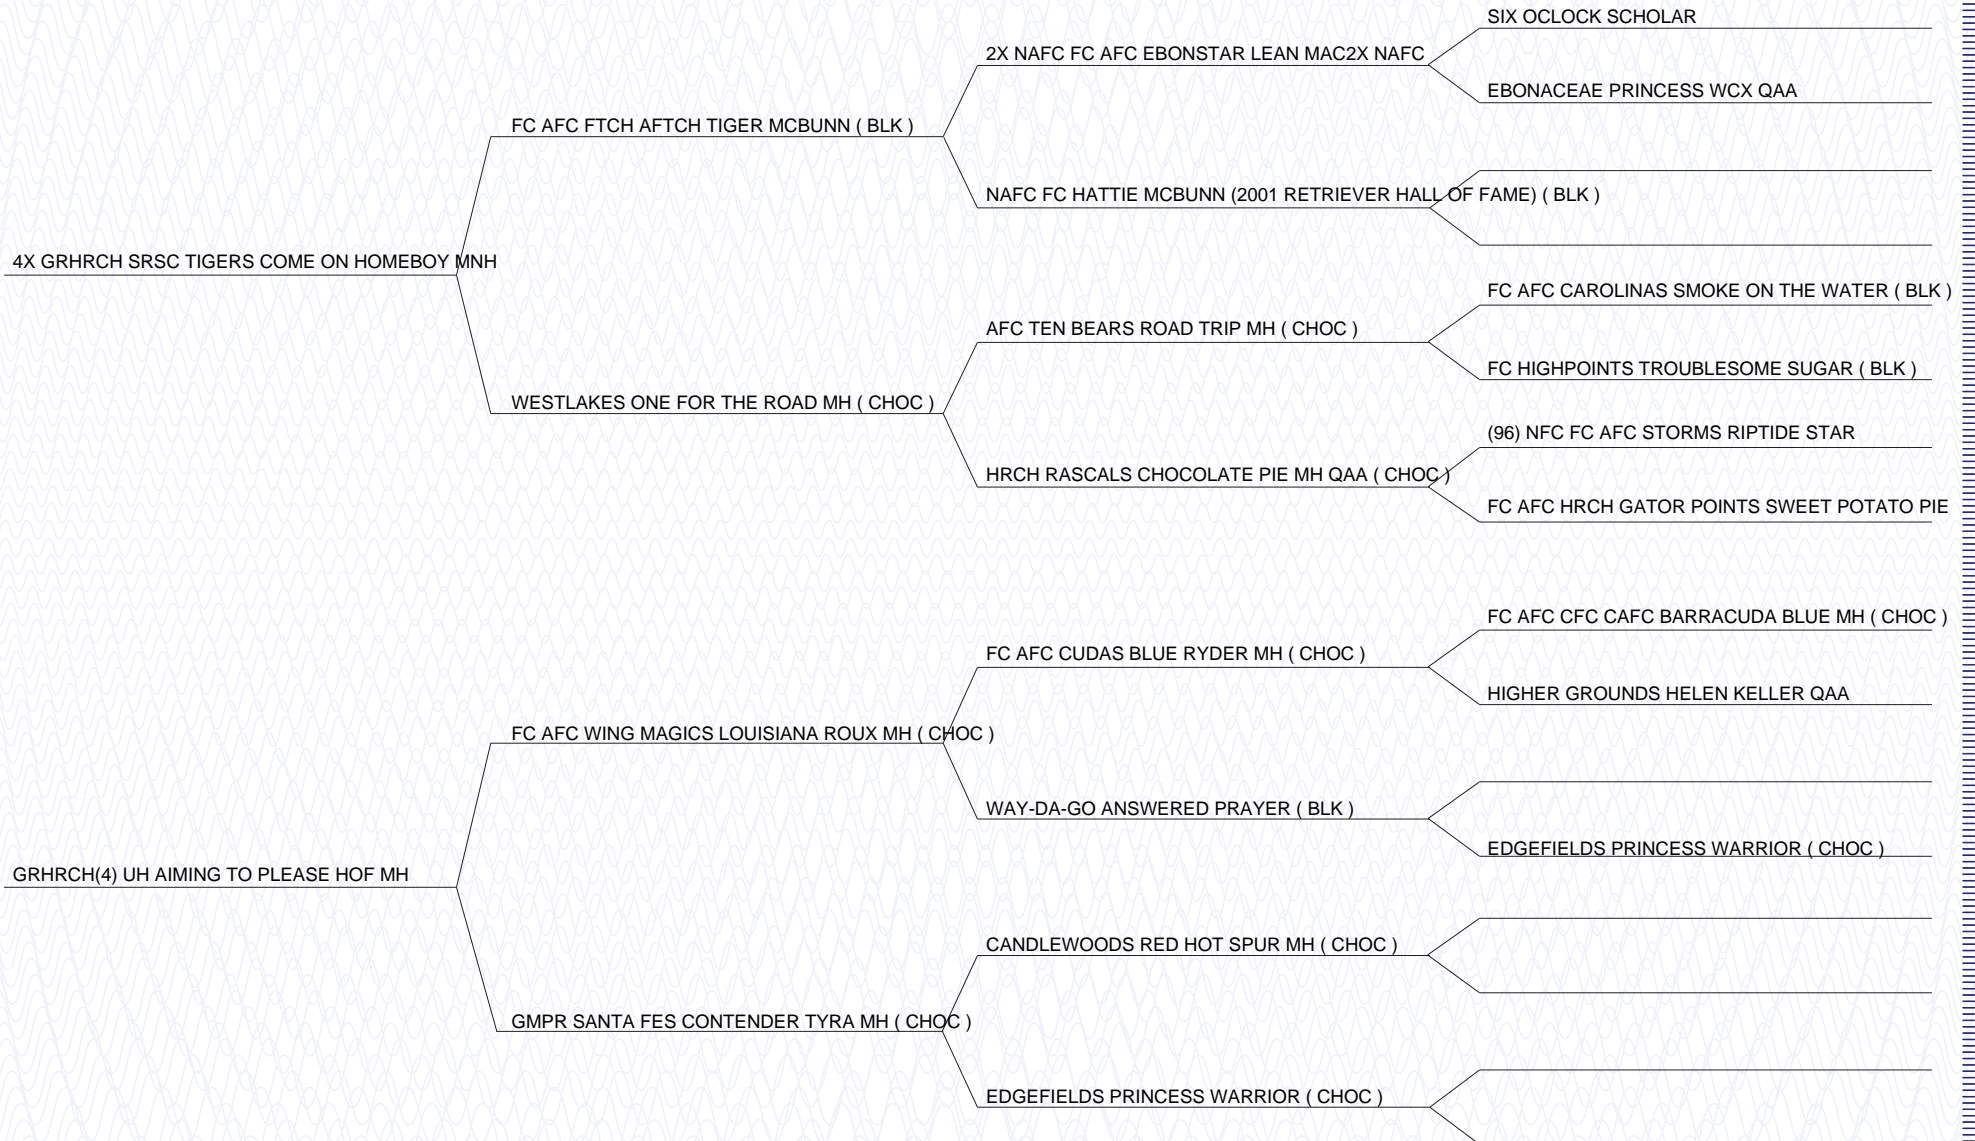 SIX OCLOCK SCHOLAR
2X NAFC FC AFC EBONSTAR LEAN MAC2X NAFC
EBONACEAE PRINCESS WCX QAA
FC AFC FTCH AFTCH TIGER MCBUNN ( BLK )
NAFC FC HATTIE MCBUNN (2001 RETRIEVER HALL OF FAME) ( BLK )
4X GRHRCH SRSC TIGERS COME ON HOMEBOY MNH
FC AFC CAROLINAS SMOKE ON THE WATER ( BLK )
AFC TEN BEARS ROAD TRIP MH ( CHOC )
FC HIGHPOINTS TROUBLESOME SUGAR ( BLK )
WESTLAKES ONE FOR THE ROAD MH ( CHOC )
(96) NFC FC AFC STORMS RIPTIDE STAR
HRCH RASCALS CHOCOLATE PIE MH QAA ( CHOC )
FC AFC HRCH GATOR POINTS SWEET POTATO PIE
FC AFC CFC CAFC BARRACUDA BLUE MH ( CHOC )
FC AFC CUDAS BLUE RYDER MH ( CHOC )
HIGHER GROUNDS HELEN KELLER QAA
FC AFC WING MAGICS LOUISIANA ROUX MH ( CHOC )
WAY-DA-GO ANSWERED PRAYER ( BLK )
EDGEFIELDS PRINCESS WARRIOR ( CHOC )
GRHRCH(4) UH AIMING TO PLEASE HOF MH
CANDLEWOODS RED HOT SPUR MH ( CHOC )
GMPR SANTA FES CONTENDER TYRA MH ( CHOC )
EDGEFIELDS PRINCESS WARRIOR ( CHOC )